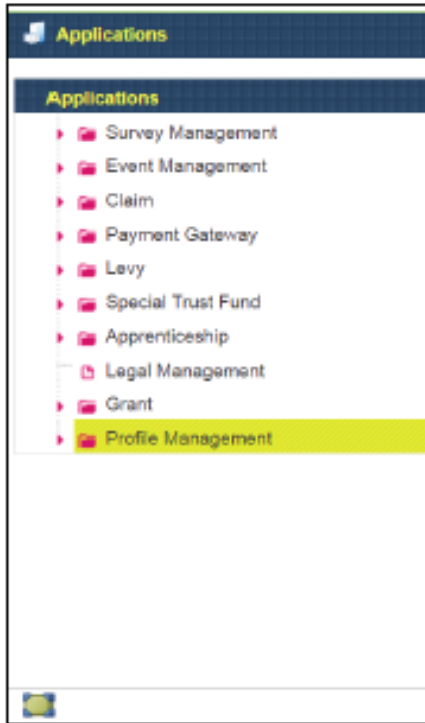 Applications
Applications
Survey Management
Event Management
Claim
Payment Gateway
Levy
Special Trust Fund
Apprenticeship
Legal Management
Grant
Profile Management